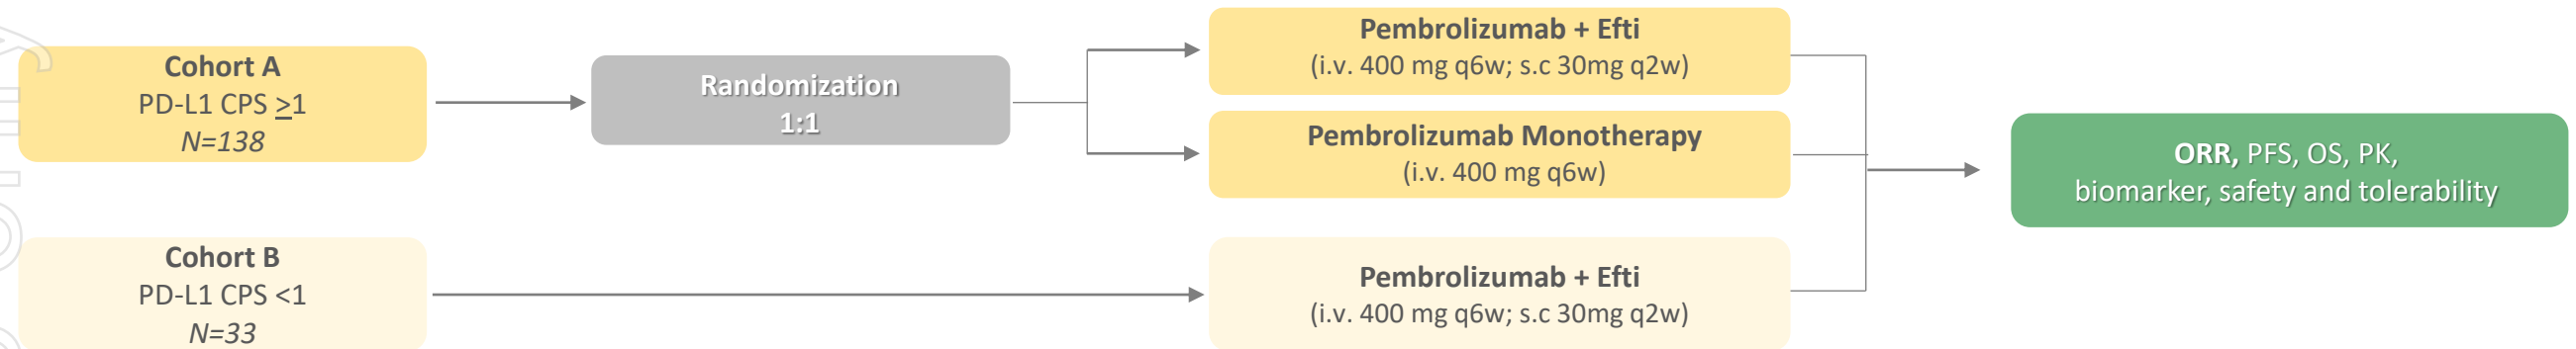 Cohort A
PD-L1 CPS ≥1
N=138
Randomization
1:1
Pembrolizumab + Efti
(i.v. 400 mg q6w; s.c 30mg q2w)
Pembrolizumab Monotherapy
(i.v. 400 mg q6w)
Cohort B
PD-L1 CPS <1
N=33
Pembrolizumab + Efti
(i.v. 400 mg q6w; s.c 30mg q2w)
ORR, PFS, OS, PK,
biomarker, safety and tolerability